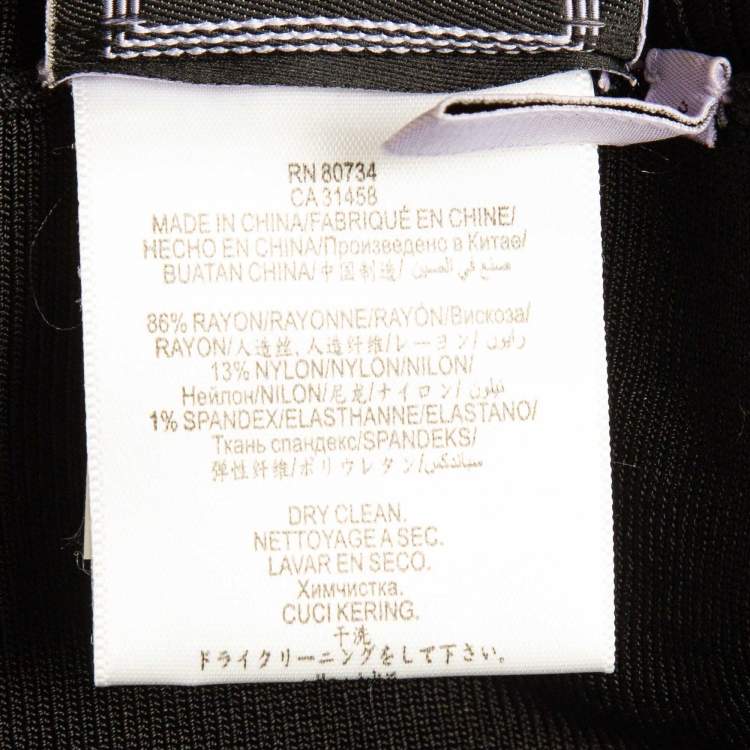 RN 80734
CA 31458
MADE IN CHINA/FABRIQUÉ EN CHINE/
HECHO EN CHINA/Произведено в Китае/
BUATAN CHINA/中国制造/صنع في الصين
86% RAYON/RAYONNE/RAYÓN/Вискоза/
RAYON/人造丝, 人造纤维/レーヨン/رايون
13% NYLON/NYLON/NILON/
Нейлон/NILON/尼龙/ナイロン/نيلون
1% SPANDEX/ELASTHANNE/ELASTANO/
Ткань спандекс/SPANDEKS/
弹性纤维/ポリウレタン/سباندكس
DRY CLEAN.
NETTOYAGE A SEC.
LAVAR EN SECO.
Химчистка.
CUCI KERING.
干洗
ドライクリーニングをして下さい。